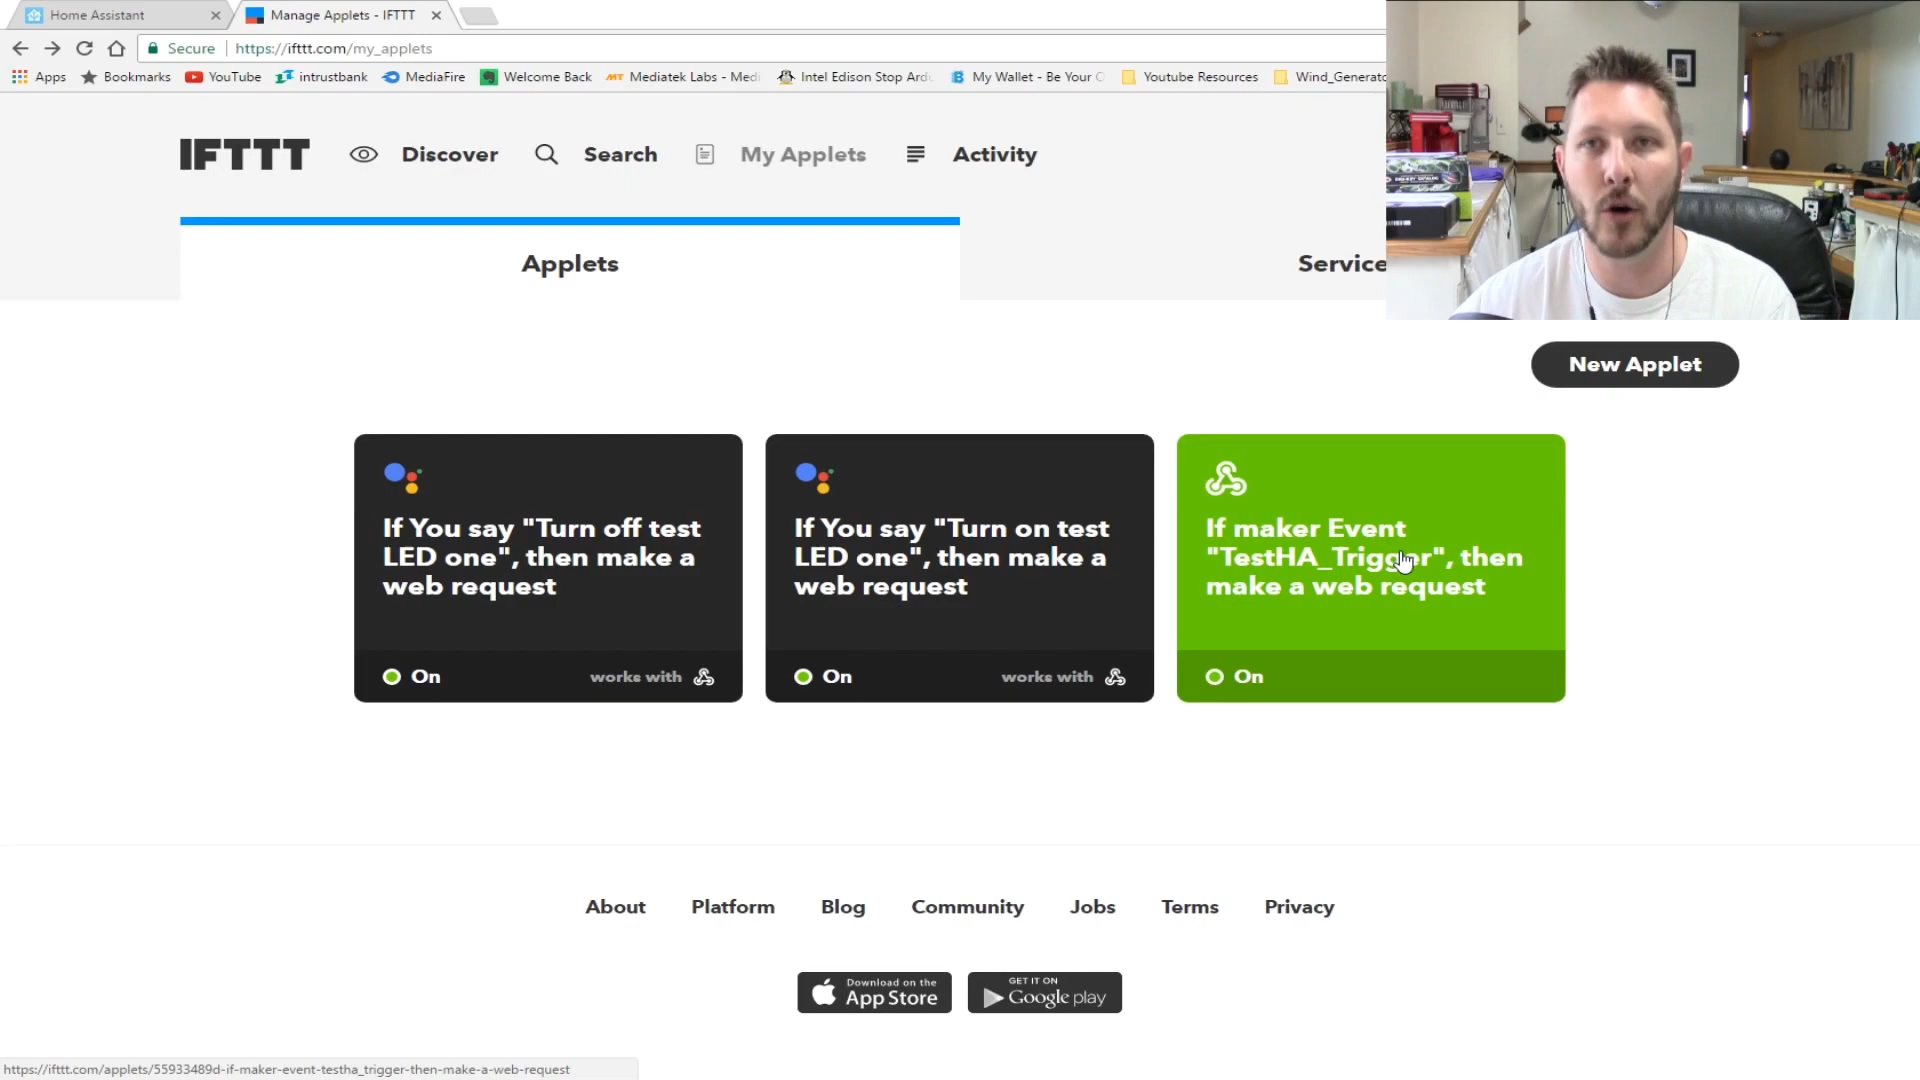 Home Assistant
Manage Applets - IFTTT
Secure
https://ifttt.com/my_applets
Apps
Bookmarks
YouTube
intrustbank
MediaFire
Welcome Back
Mediatek Labs - Medi
Intel Edison Stop Ardu
My Wallet - Be Your
Youtube Resources
Wind_Generato
IFTTT
Discover
Search
My Applets
Activity
Applets
Service
New Applet
If You say "Turn off test
LED one", then make a
web request
On
works with
If You say "Turn on test
LED one", then make a
web request
On
works with
If maker Event
"TestHA_Trigger", then
make a web request
On
About
Platform
Blog
Community
Jobs
Terms
Privacy
Download on the
App Store
GET IT ON
Google play
https://ifttt.com/applets/55933489d-if-maker-event-testha_trigger-then-make-a-web-request